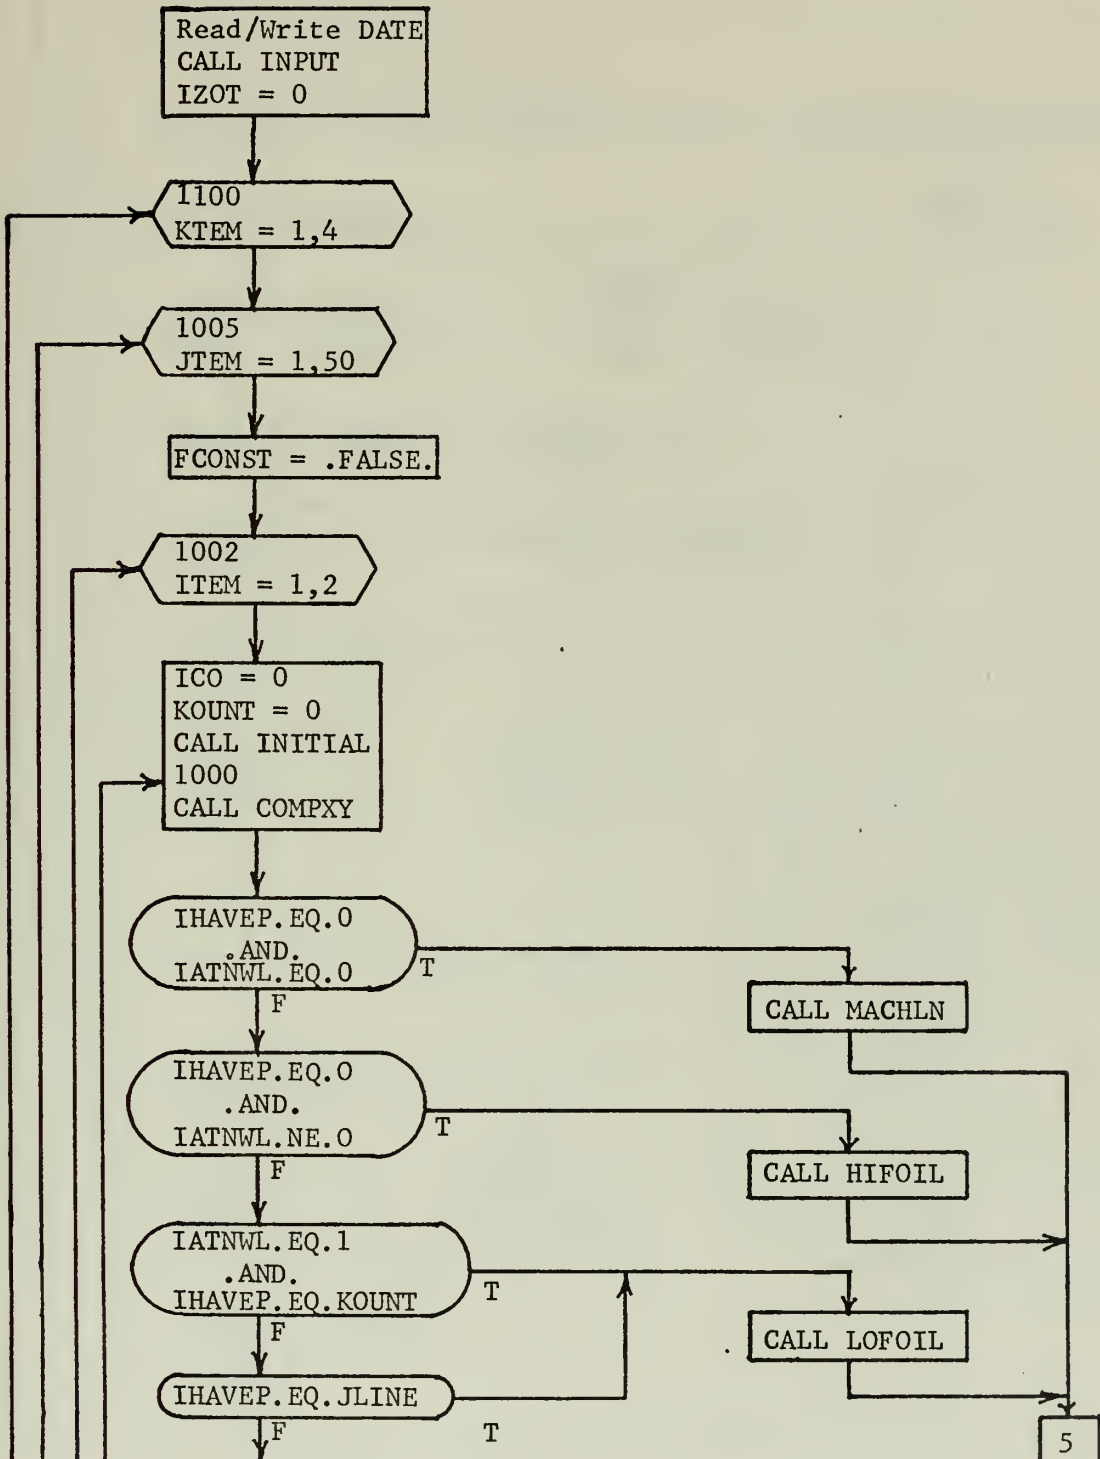 Read/Write DATE
CALL INPUT
IZOT = 0
1100
KTEM = 1,4
1005
JTEM = 1,50
FCONST = .FALSE.
1002
ITEM = 1,2
ICO = 0
KOUNT = 0
CALL INITIAL
1000
CALL COMPXY
IHAVEP.EQ.0
.AND.
IATNWL.EQ.0
T
F
CALL MACHLN
IHAVEP.EQ.0
.AND.
IATNWL.NE.0
T
F
CALL HIFOIL
IATNWL.EQ.1
.AND.
IHAVEP.EQ.KOUNT
T
F
CALL LOFOIL
IHAVEP.EQ.JLINE
T
F
5